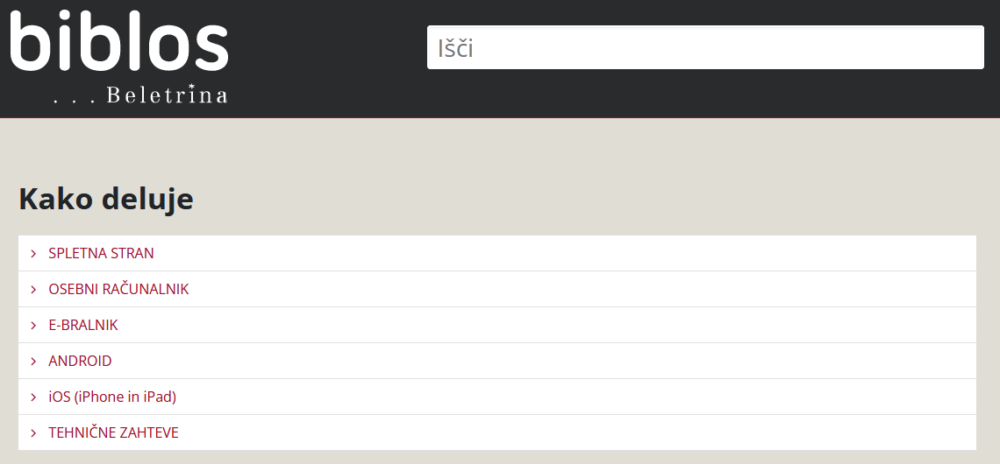 biblos
Išči
. . . Beletrina
Kako deluje
SPLETNA STRAN
OSEBNI RAČUNALNIK
E-BRALNIK
ANDROID
iOS (iPhone in iPad)
TEHNIČNE ZAHTEVE